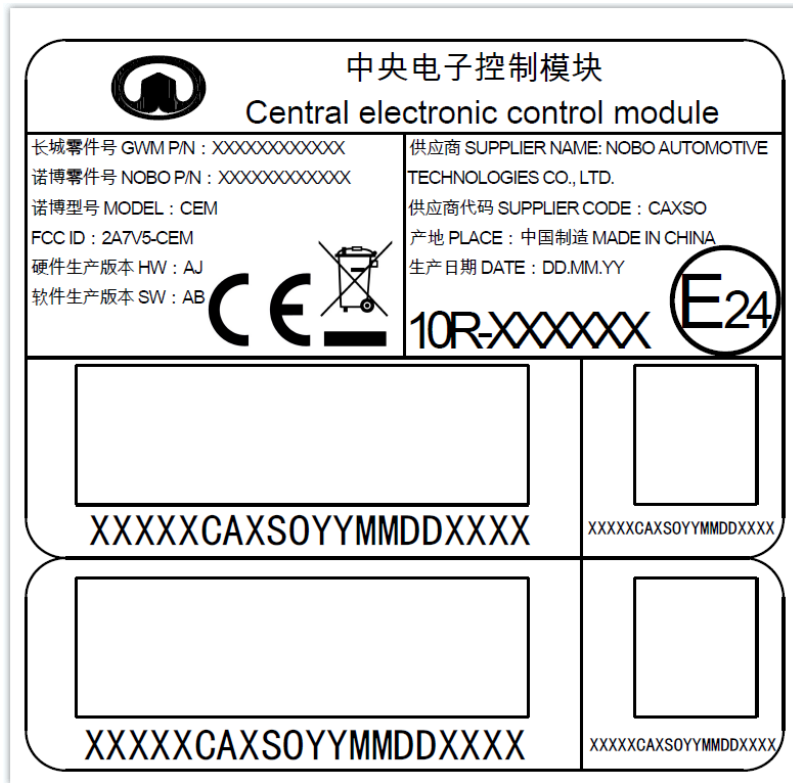 中央电子控制模块
Central electronic control module
长城零件号 GWM P/N：XXXXXXXXXXXX
诺博零件号 NOBO P/N：XXXXXXXXXXXX
诺博型号 MODEL：CEM
FCC ID：2A7V5-CEM
硬件生产版本 HW：AJ
软件生产版本 SW：AB
CE
供应商 SUPPLIER NAME: NOBO AUTOMOTIVE
TECHNOLOGIES CO., LTD.
供应商代码 SUPPLIER CODE：CAXSO
产地 PLACE：中国制造 MADE IN CHINA
生产日期 DATE：DD.MM.YY
10R-XXXXXX
E24
XXXXXCAXSOYYMMDDXXXX
XXXXXCAXSOYYMMDDXXXX
XXXXXCAXSOYYMMDDXXXX
XXXXXCAXSOYYMMDDXXXX